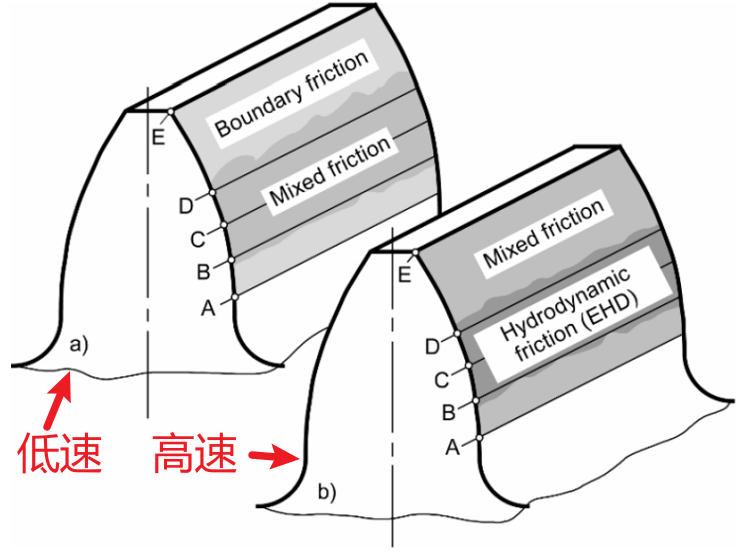 Boundary friction
E
Mixed friction
D
C
B
A
a)
低速
Mixed friction
E
Hydrodynamic
friction (EHD)
D
C
B
A
b)
高速